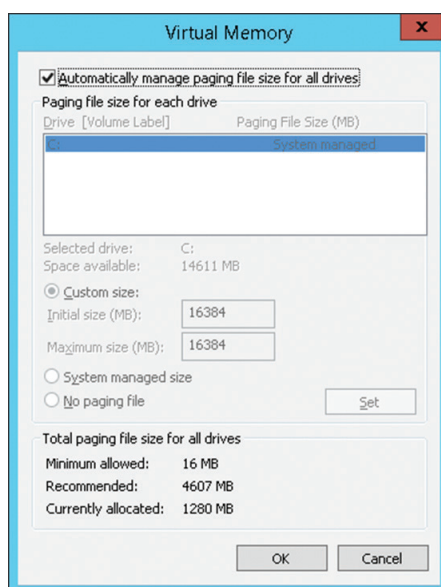 Virtual Memory
x
Automatically manage paging file size for all drives
Paging file size for each drive
Drive [Volume Label] Paging File Size (MB)
C: System managed
Selected drive: C:
Space available: 14611 MB
Custom size:
Initial size (MB): 16384
Maximum size (MB): 16384
System managed size
No paging file Set
Total paging file size for all drives
Minimum allowed: 16 MB
Recommended: 4607 MB
Currently allocated: 1280 MB
OK Cancel